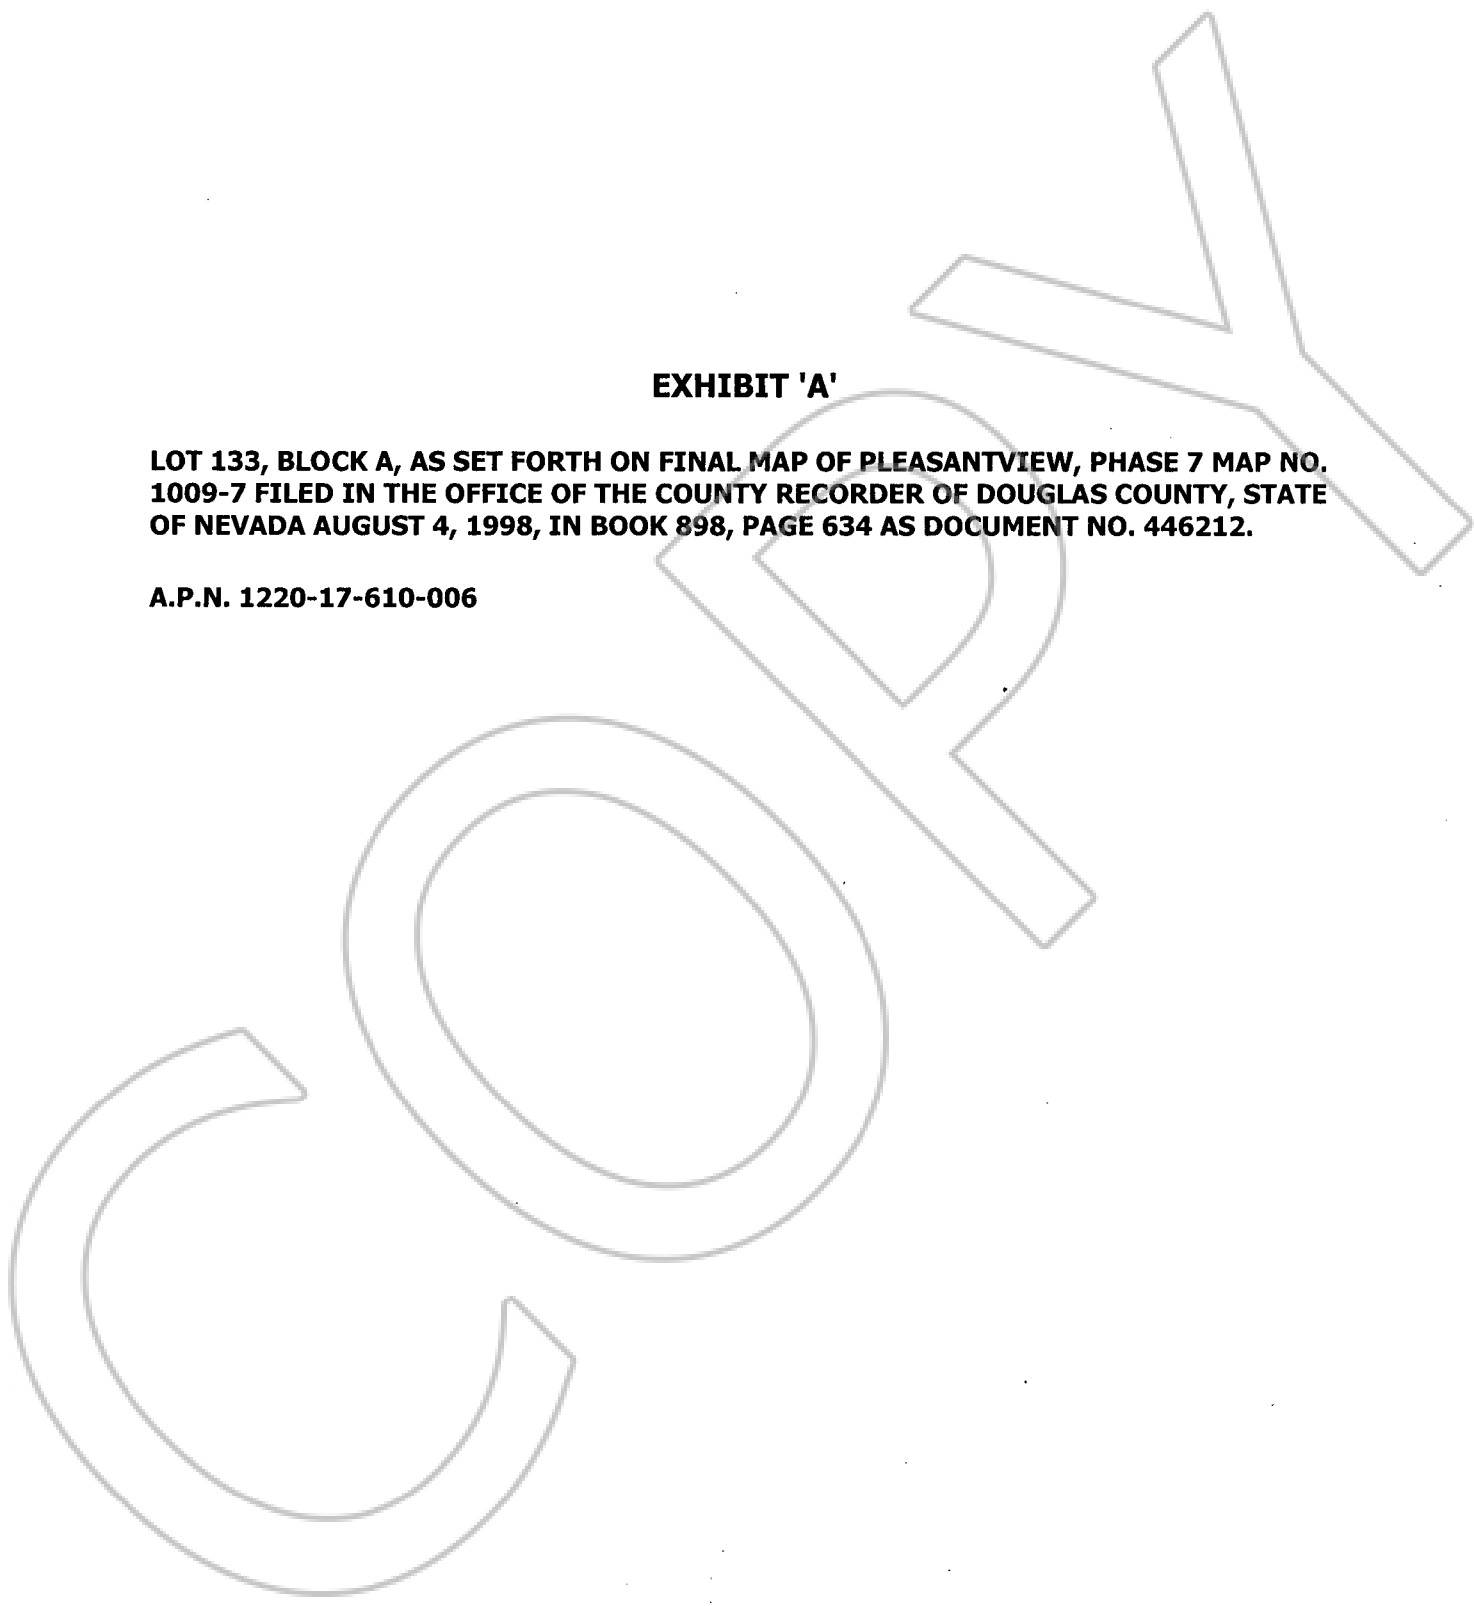 EXHIBIT 'A'
LOT 133, BLOCK A, AS SET FORTH ON FINAL MAP OF PLEASANTVIEW, PHASE 7 MAP NO.
1009-7 FILED IN THE OFFICE OF THE COUNTY RECORDER OF DOUGLAS COUNTY, STATE
OF NEVADA AUGUST 4, 1998, IN BOOK 898, PAGE 634 AS DOCUMENT NO. 446212.
A.P.N. 1220-17-610-006
COPY